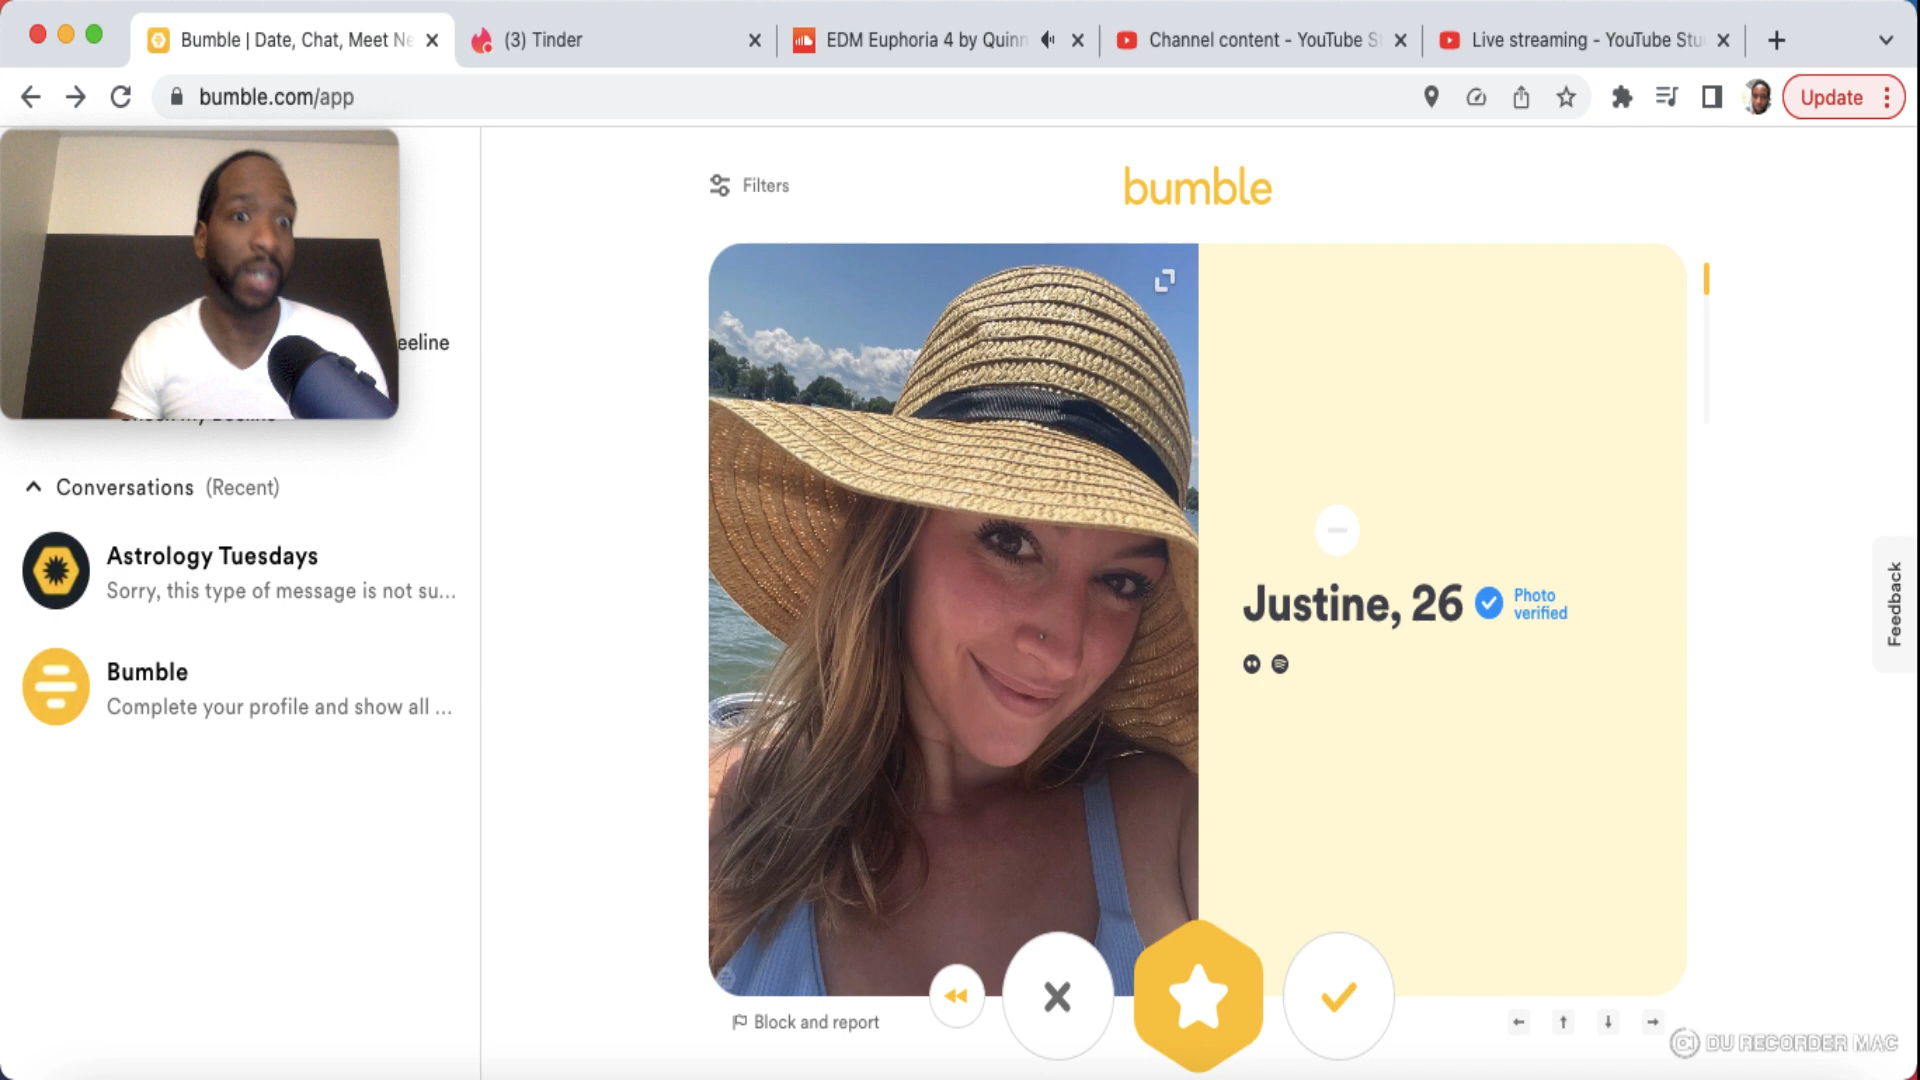 Bumble | Date, Chat, Meet Ne
(3) Tinder
EDM Euphoria 4 by Quinn
Channel content - YouTube S
Live streaming - YouTube Stu
bumble.com/app
Update
eeline
Filters
bumble
Conversations (Recent)
Astrology Tuesdays
Sorry, this type of message is not su...
Bumble
Complete your profile and show all ...
Justine, 26
Photo
verified
Feedback
Block and report
DU RECORDER MAC